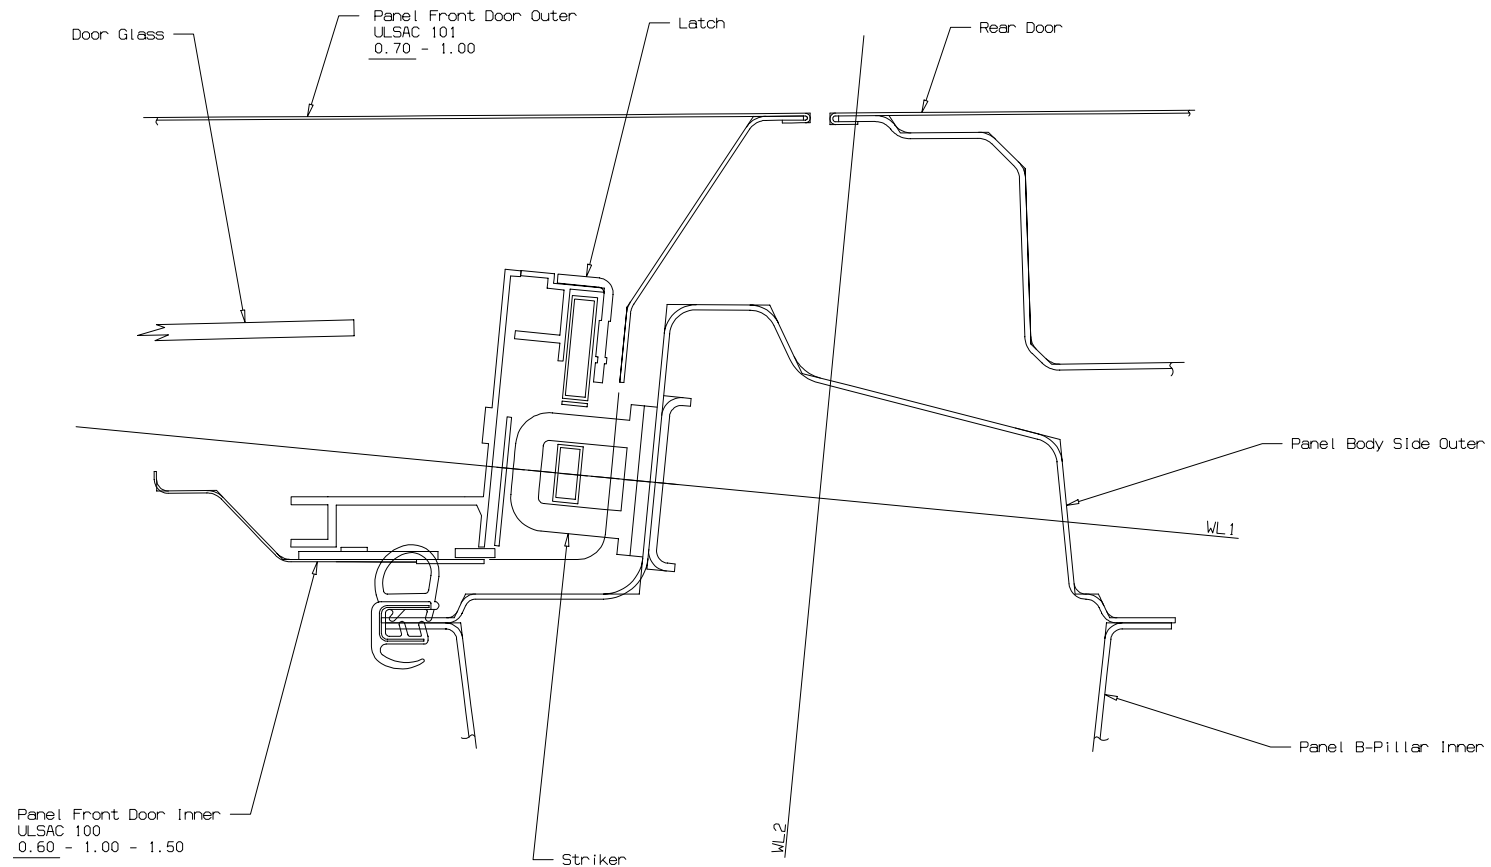 Panel Front Door Outer
ULSAC 101
0.70 - 1.00
Door Glass
Latch
Rear Door
Panel Body Side Outer
WL1
WL2
Panel B-Pillar Inner
Panel Front Door Inner
ULSAC 100
0.60 - 1.00 - 1.50
Striker